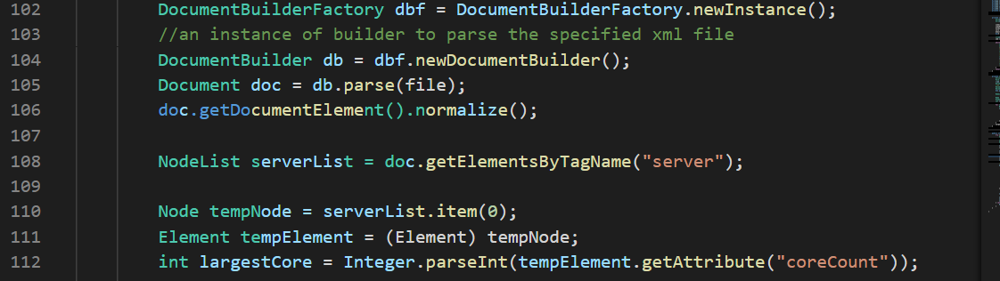 102 DocumentBuilderFactory dbf = DocumentBuilderFactory.newInstance();
103 //an instance of builder to parse the specified xml file
104 DocumentBuilder db = dbf.newDocumentBuilder();
105 Document doc = db.parse(file);
106 doc.getDocumentElement().normalize();
107
108 NodeList serverList = doc.getElementsByTagName("server");
109
110 Node tempNode = serverList.item(0);
111 Element tempElement = (Element) tempNode;
112 int largestCore = Integer.parseInt(tempElement.getAttribute("coreCount"));